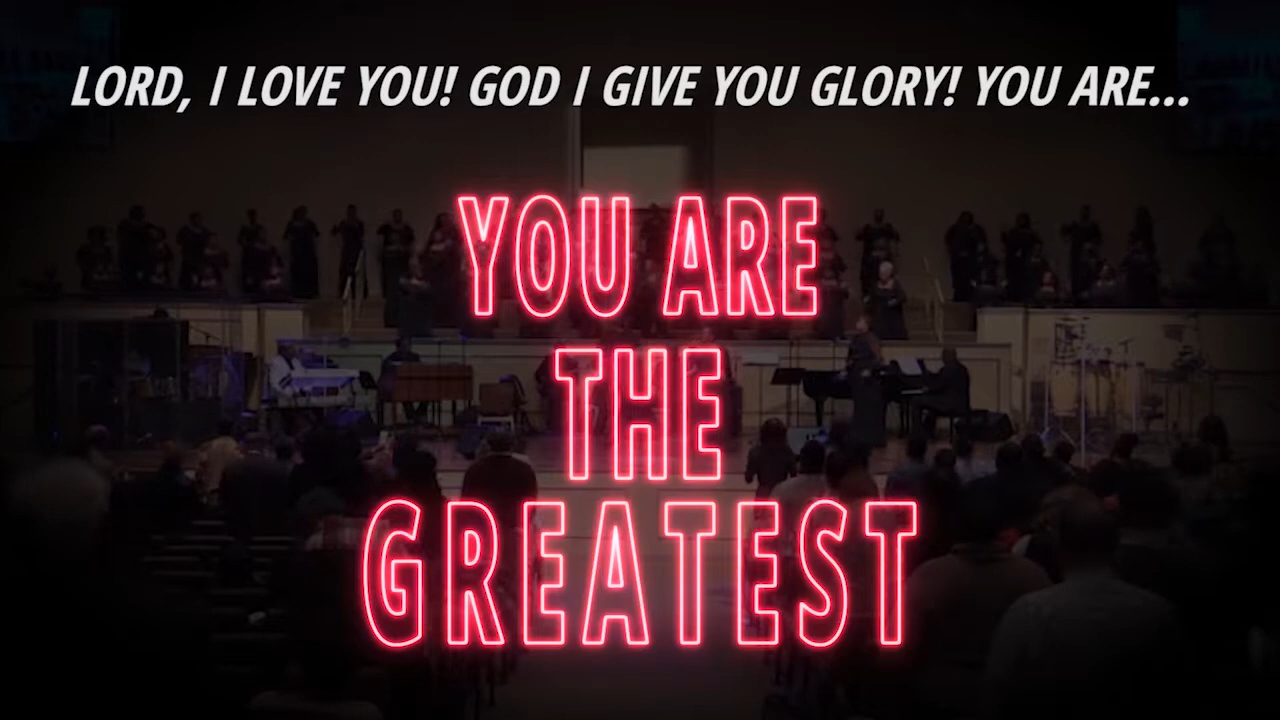 LORD, I LOVE YOU! GOD I GIVE YOU GLORY! YOU ARE...
YOU ARE
THE
GREATEST